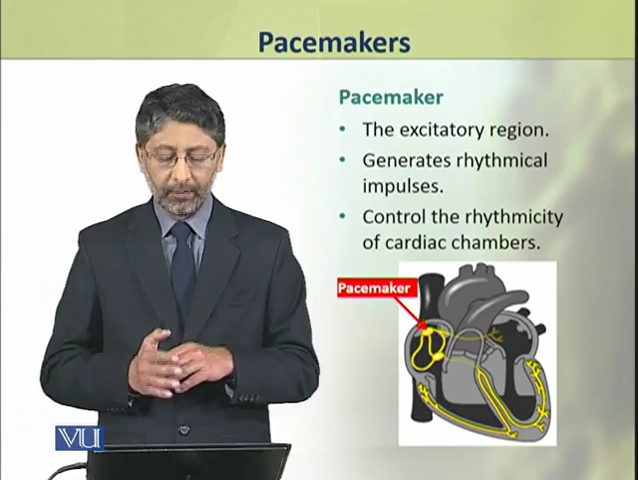 Pacemakers
Pacemaker
• The excitatory region.
• Generates rhythmical
impulses.
• Control the rhythmicity
of cardiac chambers.
Pacemaker
VU